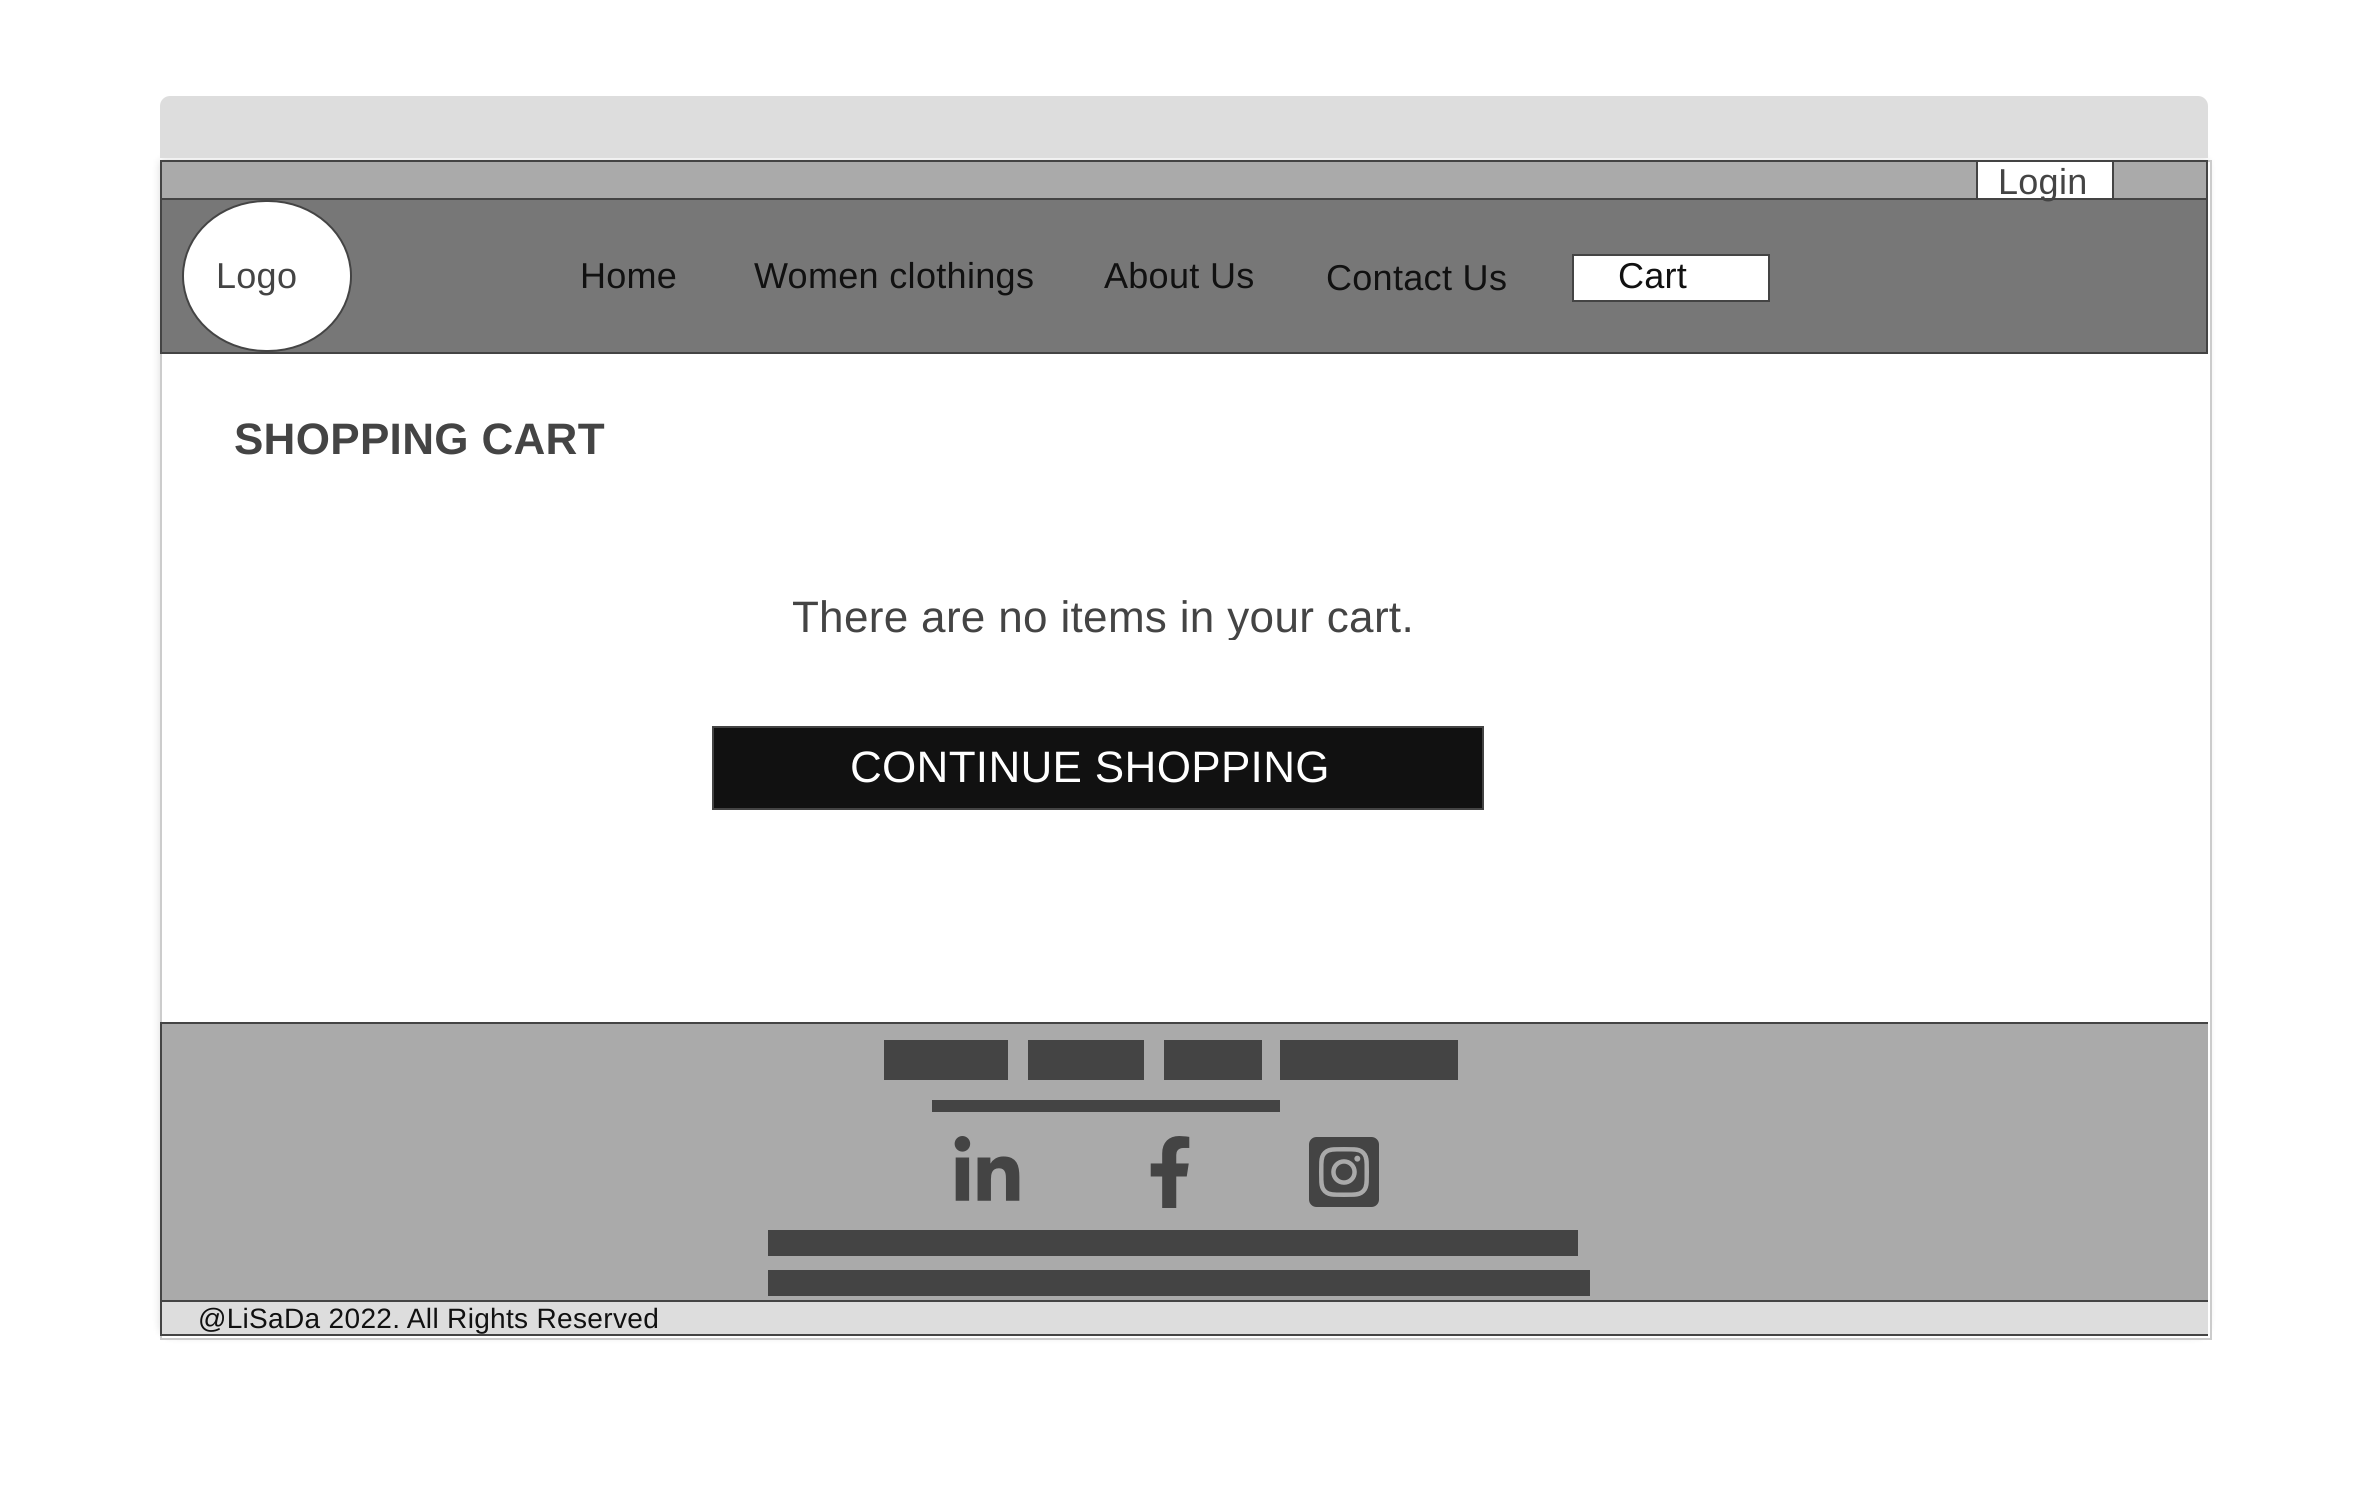 Login
Logo
Home Women clothings About Us Contact Us Cart
SHOPPING CART
There are no items in your cart.
CONTINUE SHOPPING
@LiSaDa 2022. All Rights Reserved